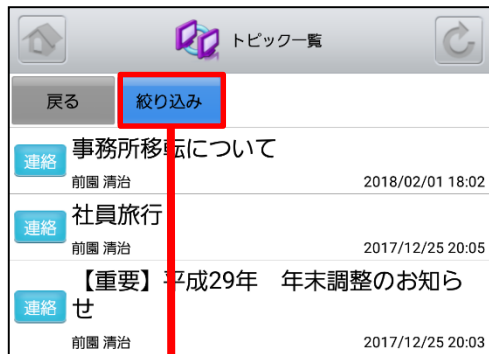 トピック一覧
戻る 絞り込み
連絡 事務所移転について
前園 清治 2018/02/01 18:02
連絡 社員旅行
前園 清治 2017/12/25 20:05
連絡 【重要】平成29年 年末調整のお知ら
せ
前園 清治 2017/12/25 20:03